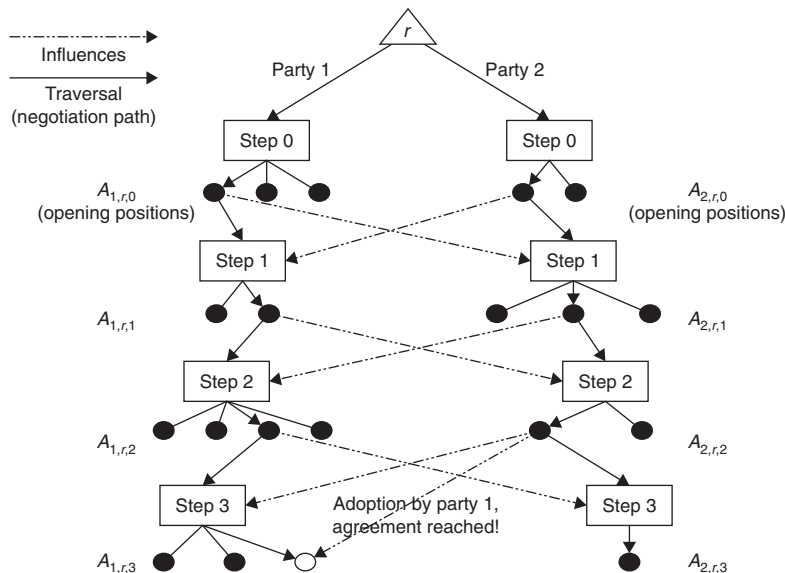 r
Influences
Party 1
Party 2
Traversal
(negotiation path)
Step 0
Step 0
A1,r,0
(opening positions)
A2,r,0
(opening positions)
Step 1
Step 1
A1,r,1
A2,r,1
Step 2
Step 2
A1,r,2
A2,r,2
Step 3
Adoption by party 1,
agreement reached!
Step 3
A1,r,3
A2,r,3